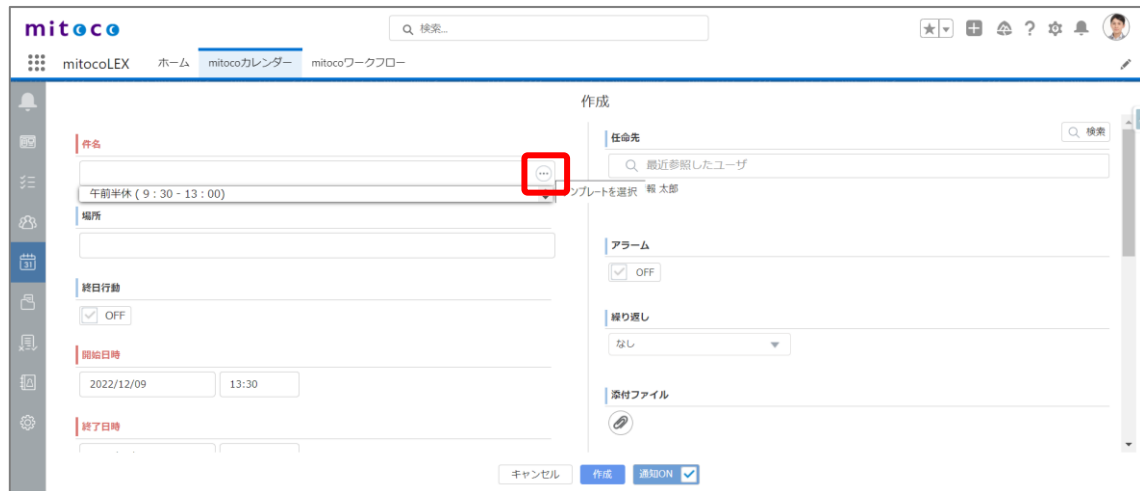 mitoco
検索...
mitocoLEX ホーム mitocoカレンダー mitocoワークフロー
作成
件名
午前半休 ( 9 : 30 - 13 : 00)
場所
終日行動
OFF
開始日時
2022/12/09 13:30
終了日時
検索
任命先
最近参照したユーザ
ンプレートを選択 報 太郎
アラーム
OFF
繰り返し
なし
添付ファイル
キャンセル 作成 通知ON
31